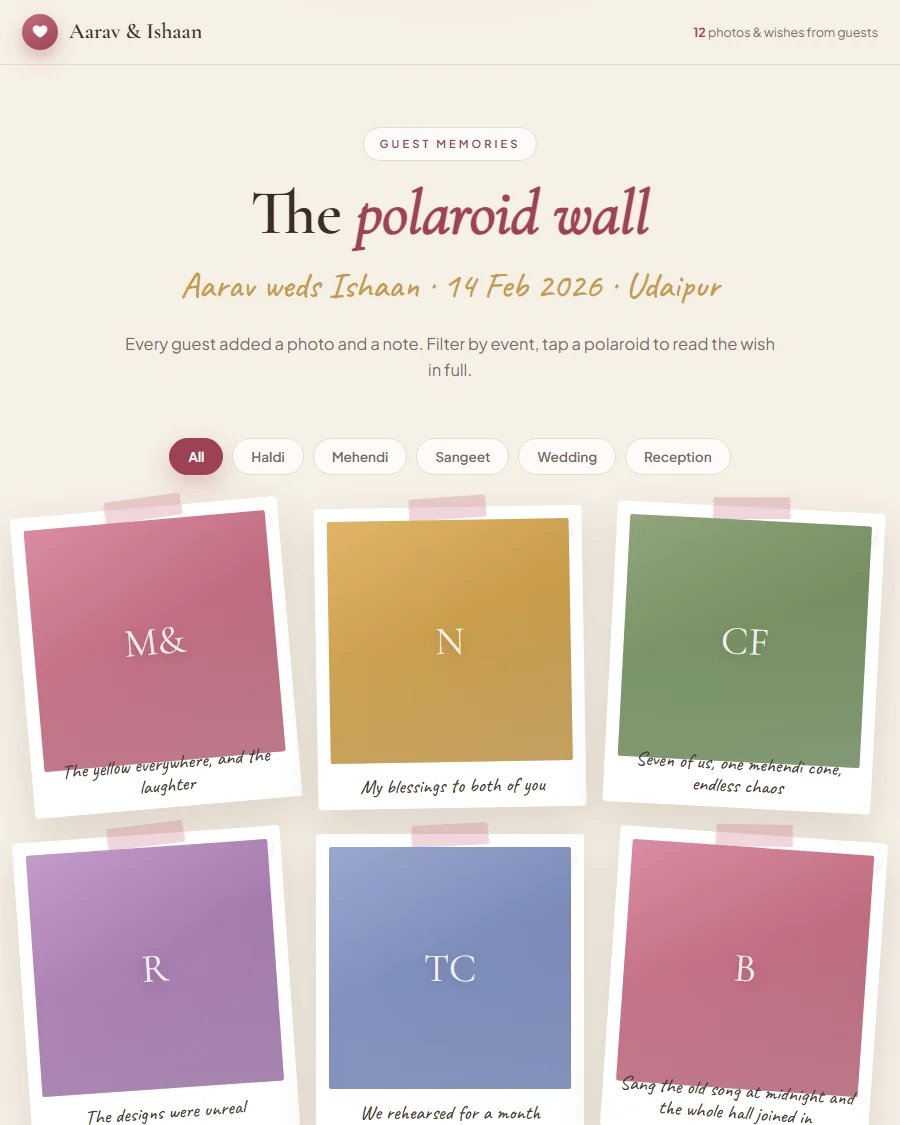 Aarav & Ishaan
12 photos & wishes from guests
GUEST MEMORIES
The polaroid wall
Aarav weds Ishaan · 14 Feb 2026 · Udaipur
Every guest added a photo and a note. Filter by event, tap a polaroid to read the wish
in full.
All
Haldi
Mehendi
Sangeet
Wedding
Reception
M&
N
CF
The yellow everywhere, and the
laughter
My blessings to both of you
Seven of us, one mehendi cone,
endless chaos
R
TC
B
The designs were unreal
We rehearsed for a month
Sang the old song at midnight and
the whole hall joined in